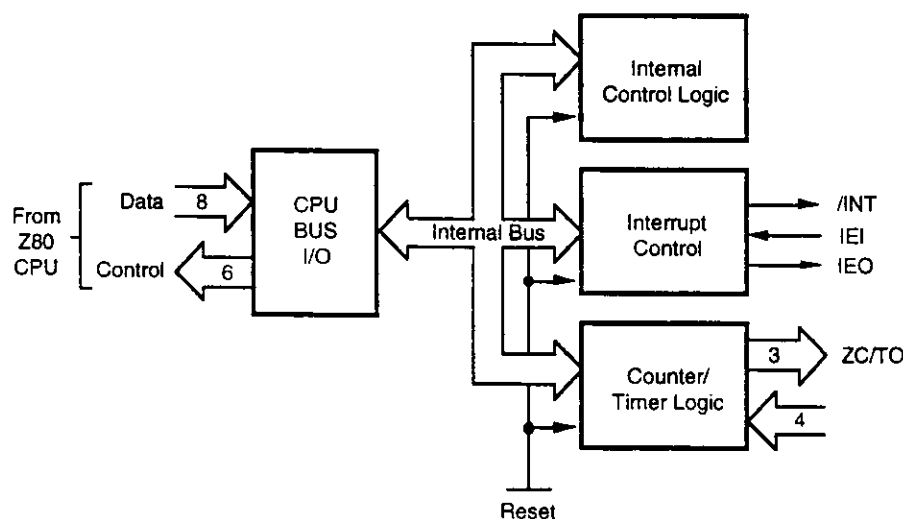 Internal
Control Logic
From
Z80
CPU
Data
8
Control
6
CPU
BUS
I/O
Internal Bus
Interrupt
Control
/INT
IEI
IEO
Counter/
Timer Logic
3
ZC/TO
4
Reset